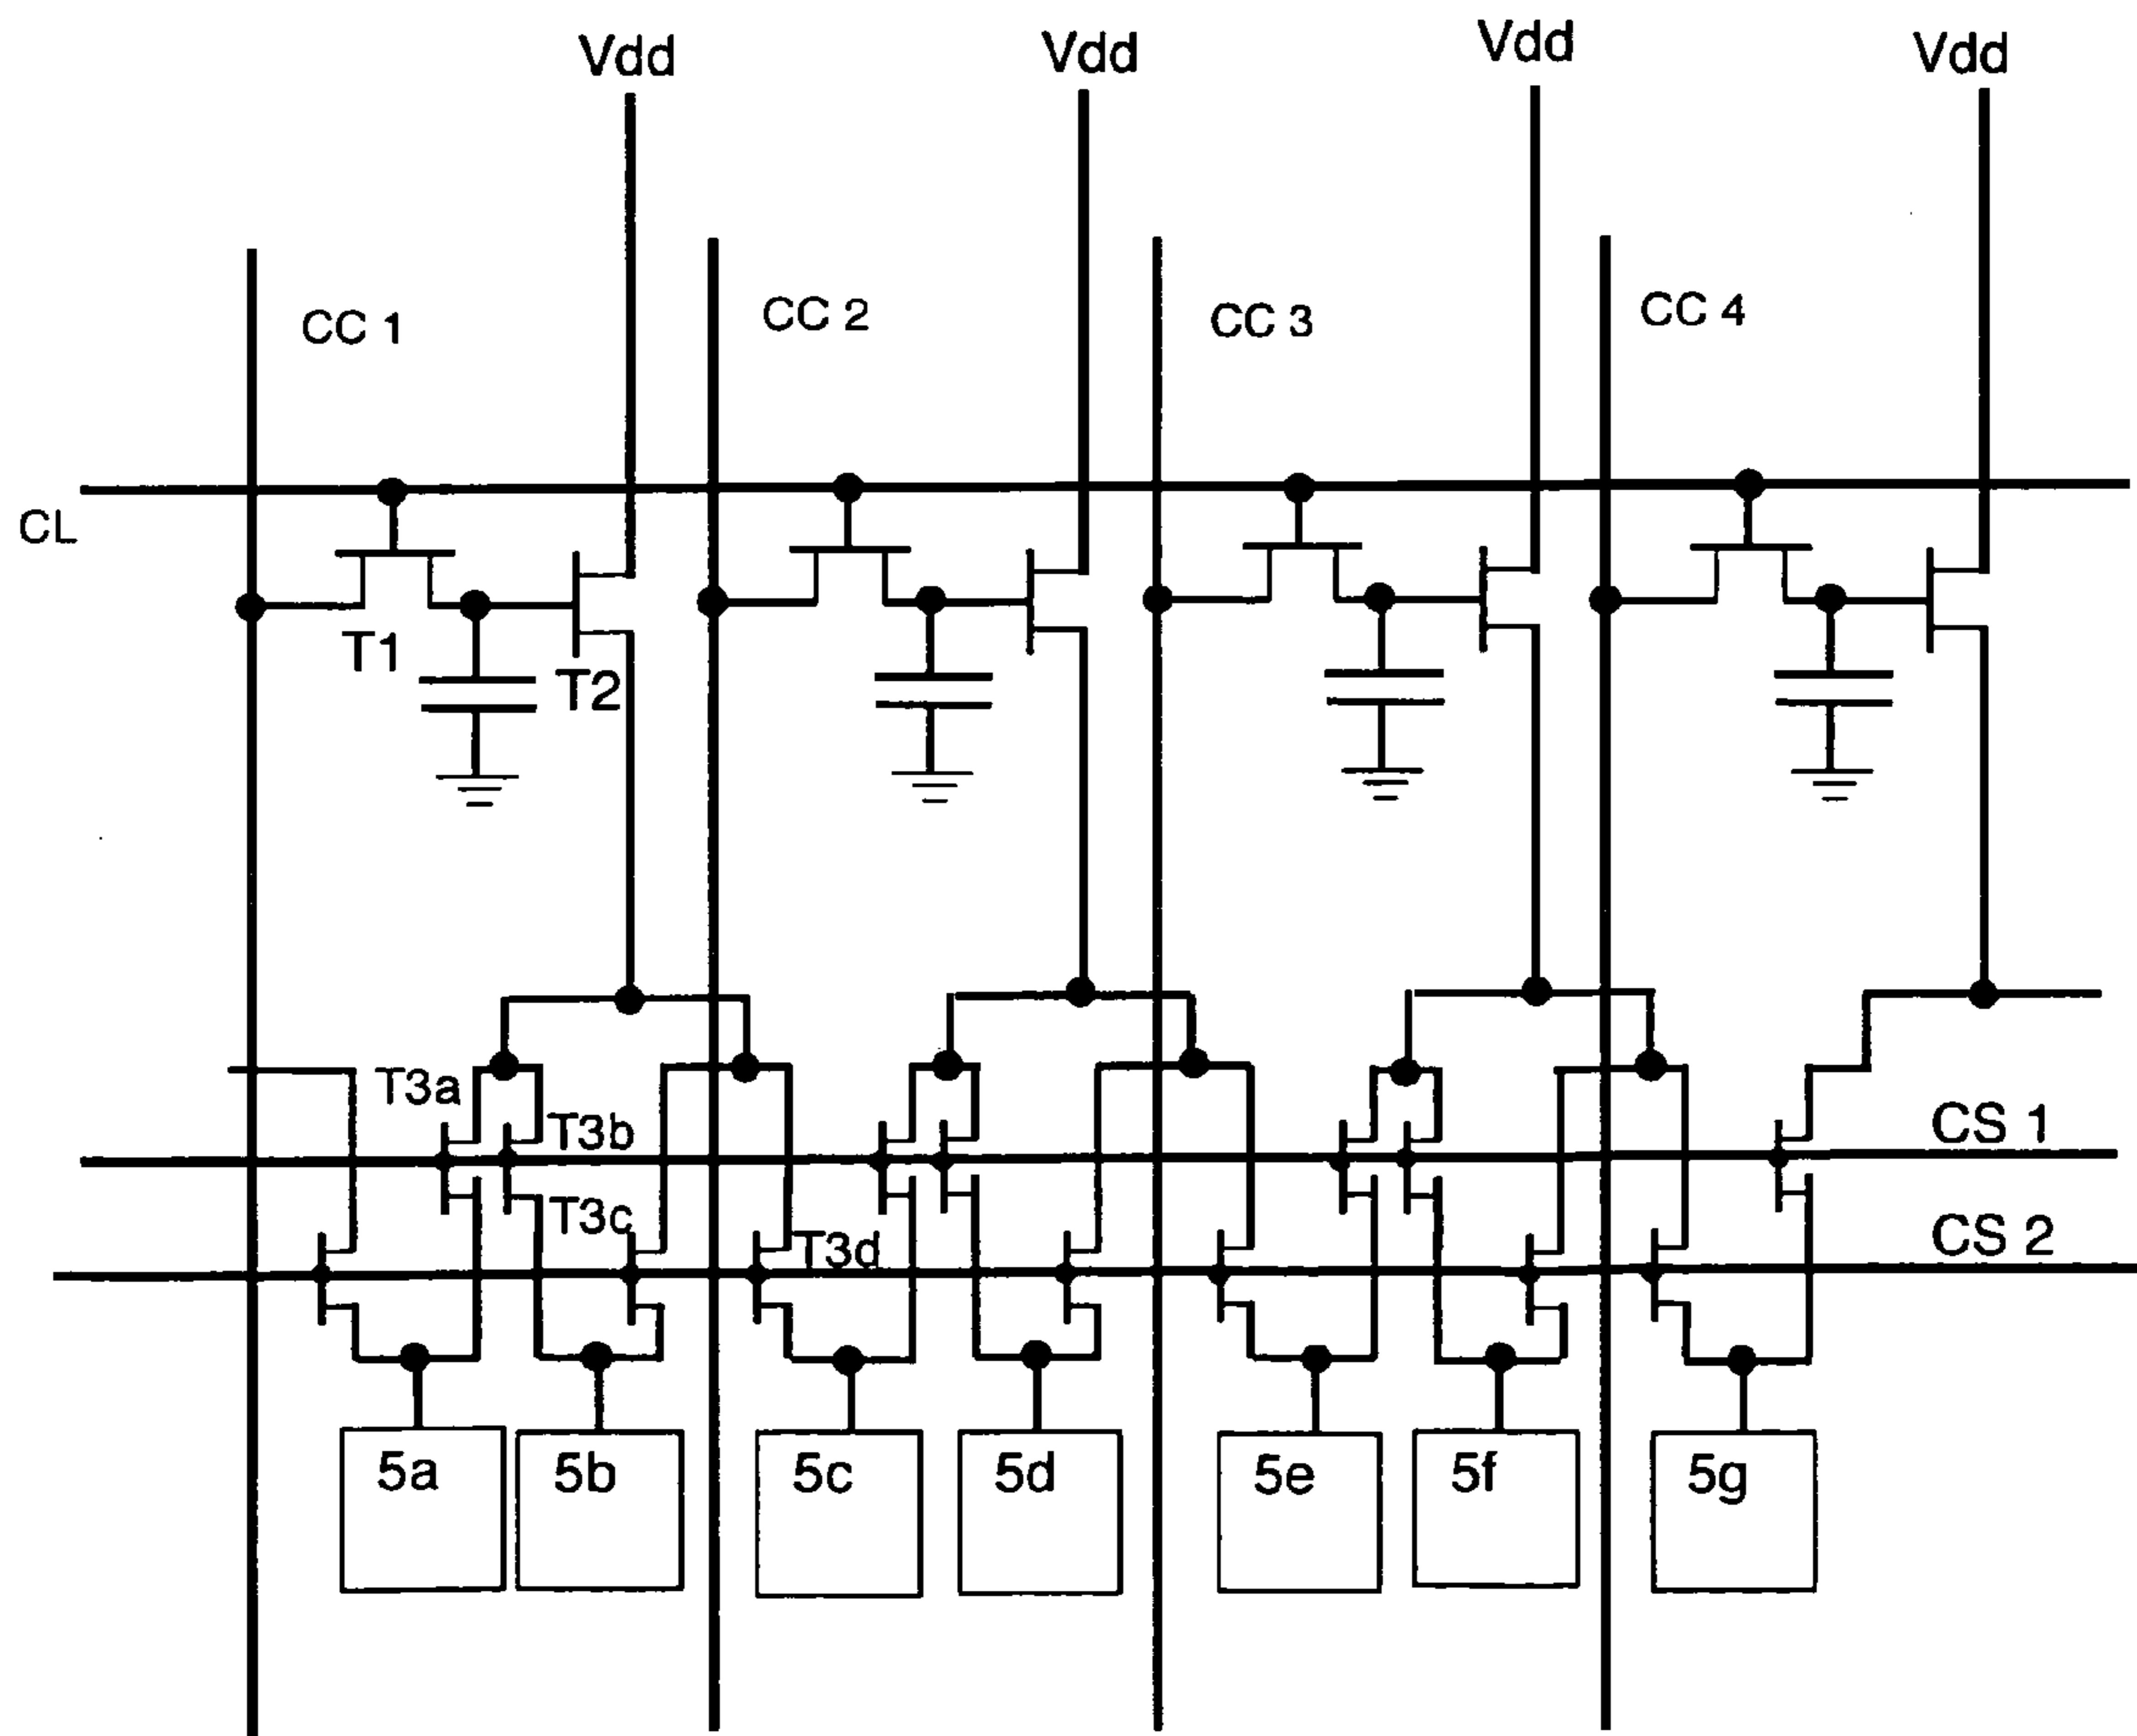 Vdd Vdd Vdd Vdd
CC 1 CC 2 CC 3 CC 4
CL
T1
T2
T3a
T3b
CS 1
T3c
T3d
CS 2
5a 5b 5c 5d 5e 5f 5g